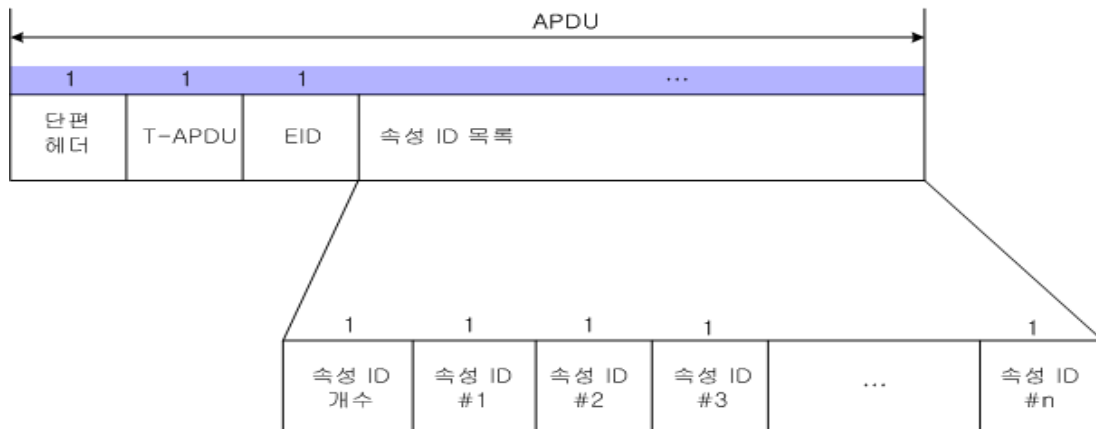 APDU
1 1 1 ...
단편
헤더
T-APDU
EID
속성 ID 목록
1 1 1 1 1
속성 ID
개수
속성 ID
#1
속성 ID
#2
속성 ID
#3
...
속성 ID
#n